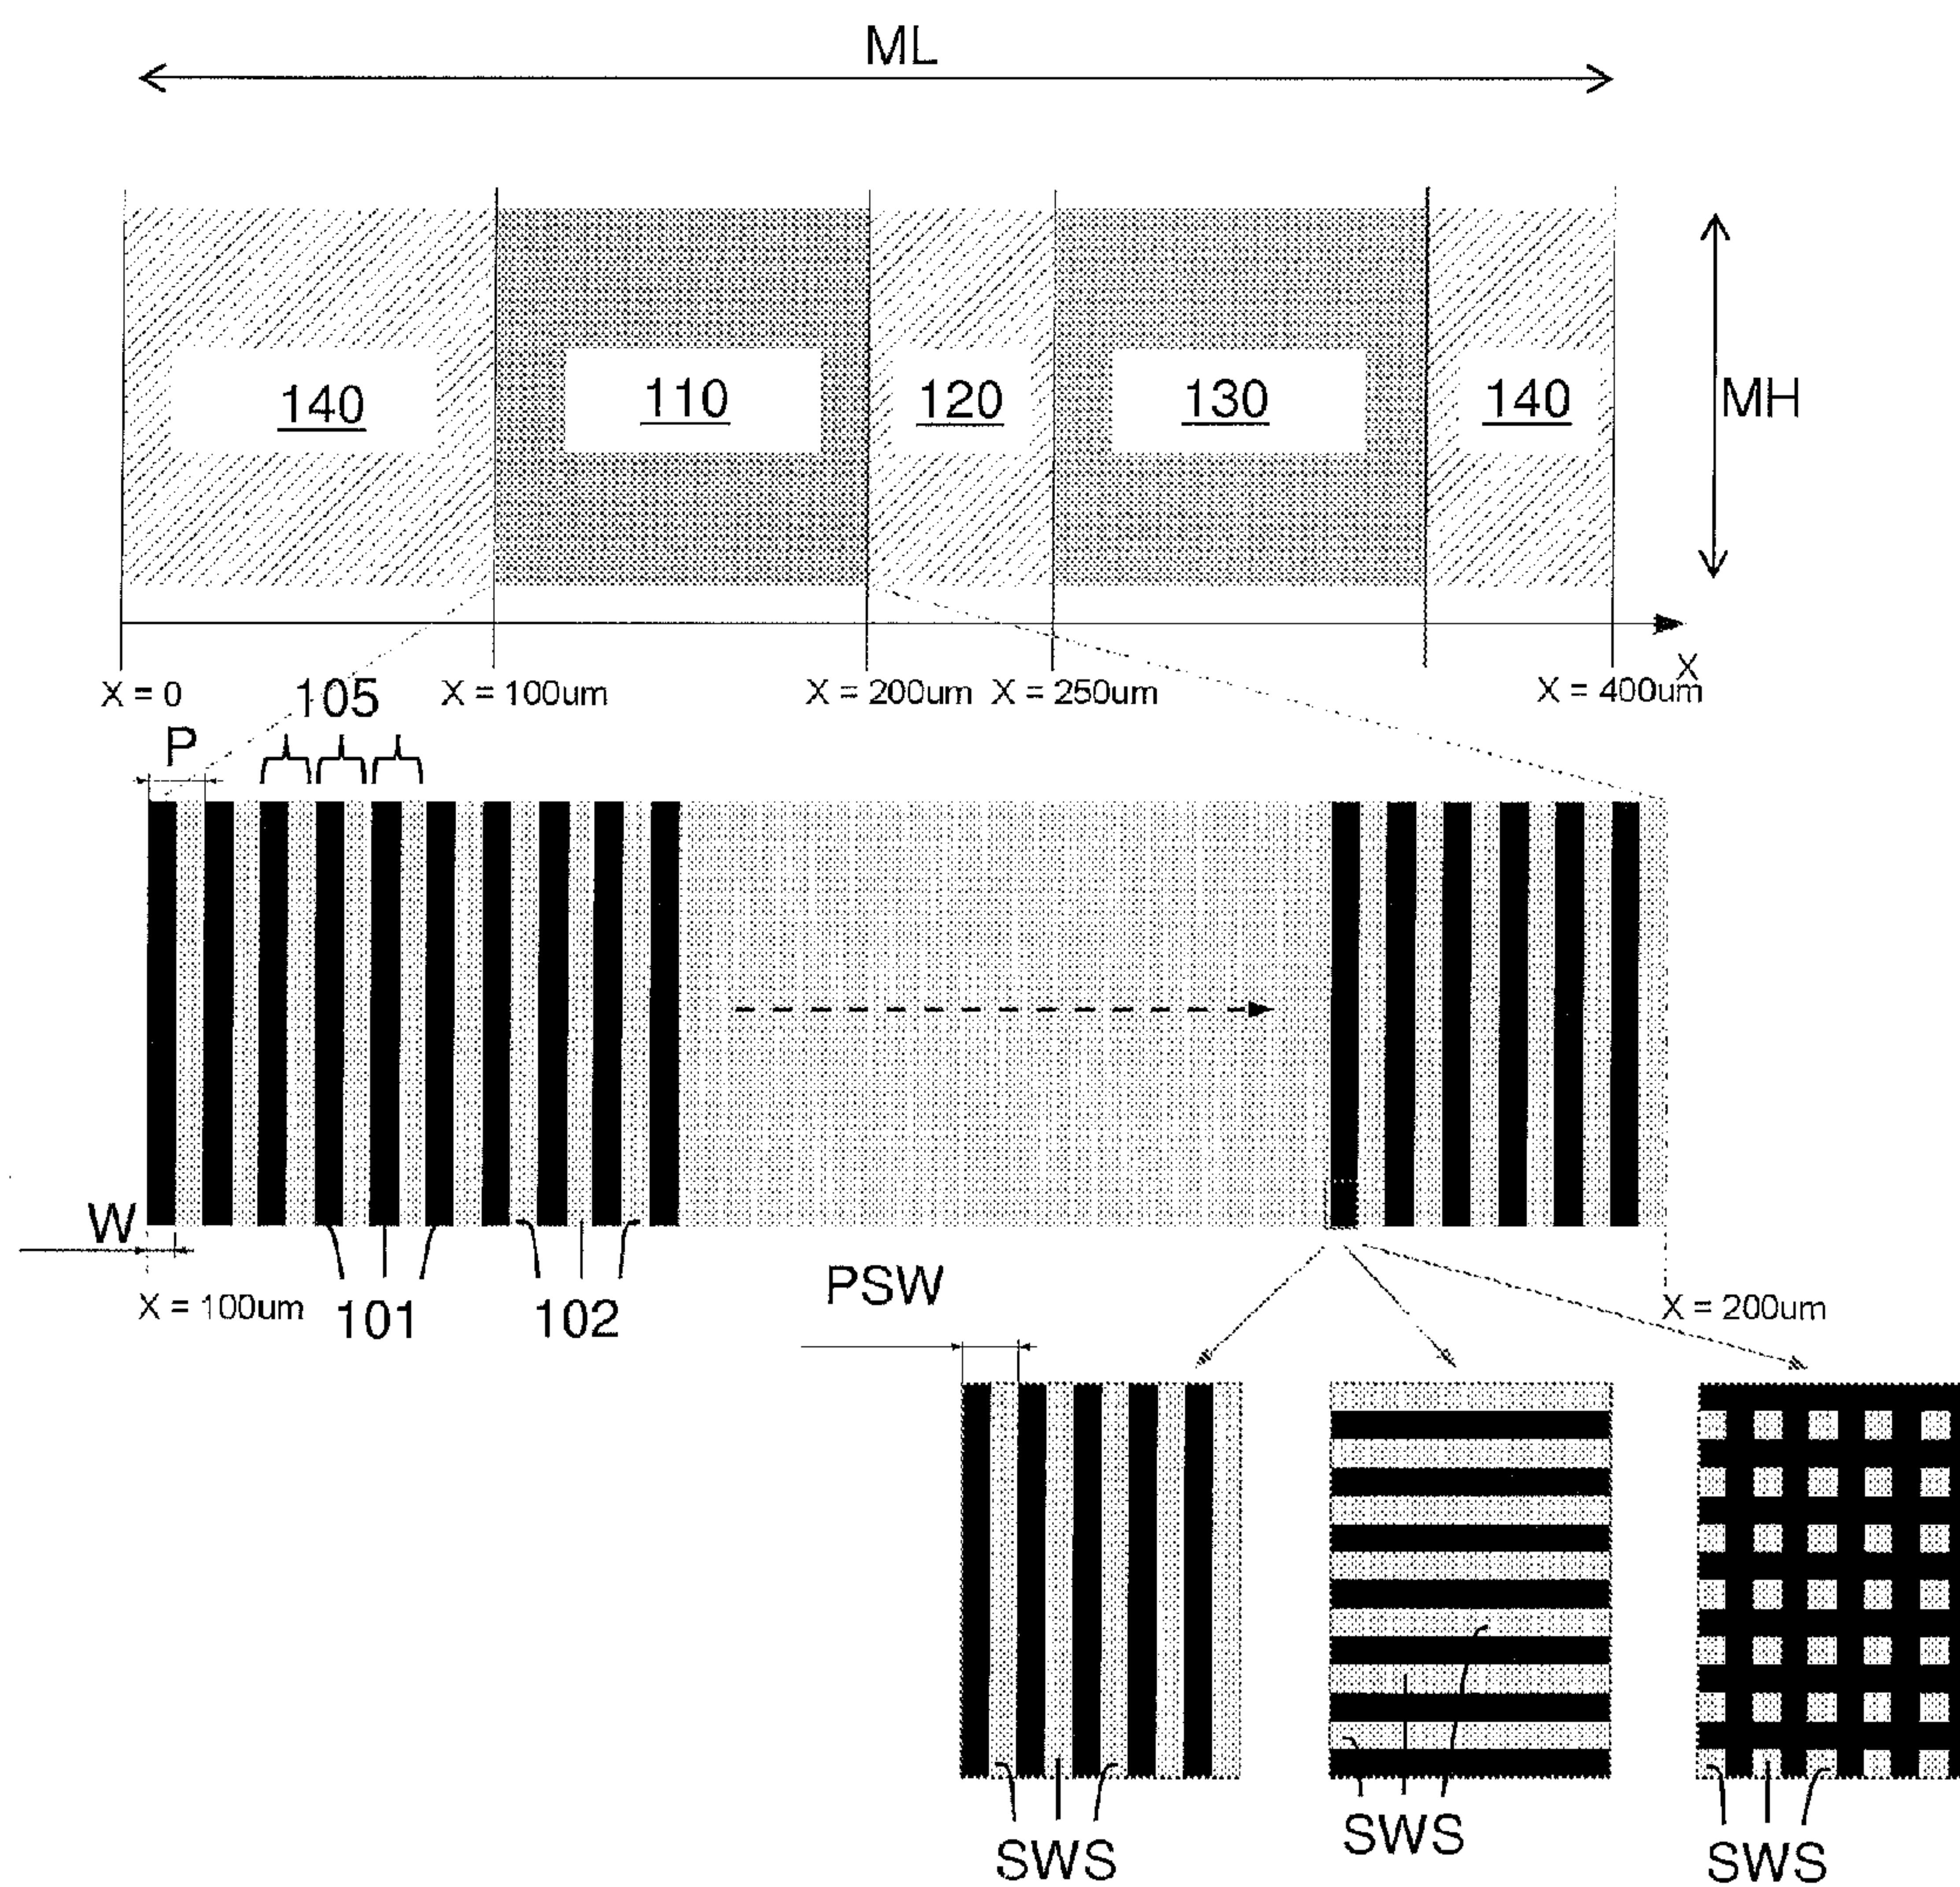 ML
140 110 120 130 140
MH
X
X = 0 X = 100um X = 200um X = 250um X = 400um
105
P
W
X = 100um
101 102
PSW
X = 200um
SWS SWS SWS